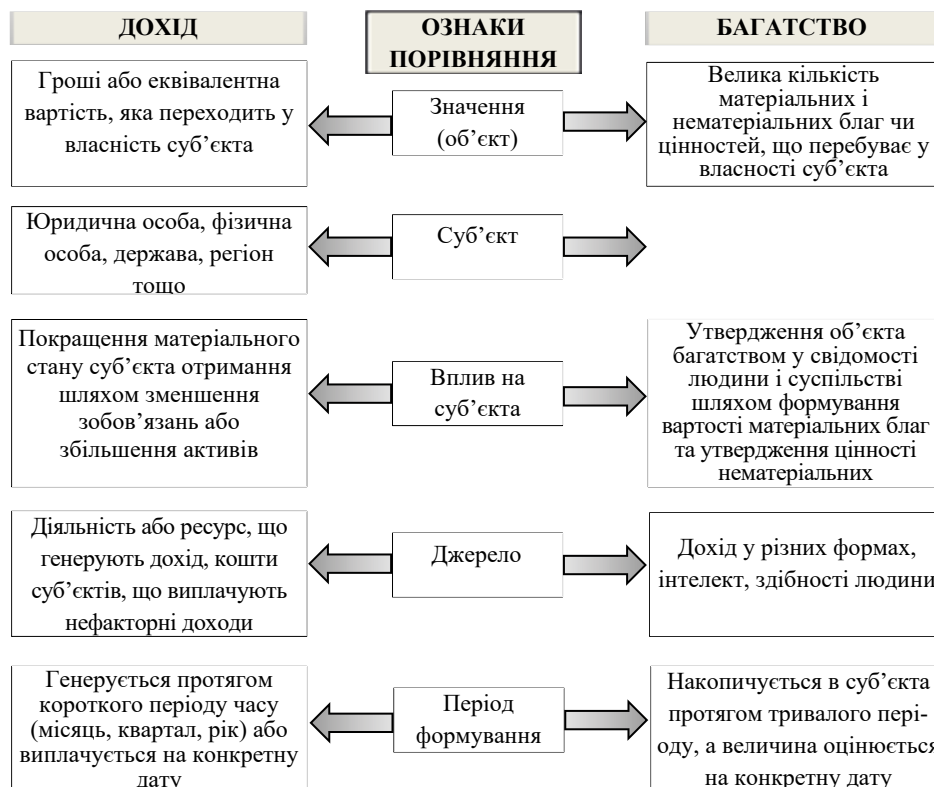 ДОХІД
ОЗНАКИ
ПОРІВНЯННЯ
БАГАТСТВО
Гроші або еквівалентна
вартість, яка переходить у
власність суб’єкта
Значення
(об’єкт)
Велика кількість
матеріальних і
нематеріальних благ чи
цінностей, що перебуває у
власності суб’єкта
Юридична особа, фізична
особа, держава, регіон
тощо
Суб’єкт
Покращення матеріального
стану суб’єкта отримання
шляхом зменшення
зобов’язань або
збільшення активів
Вплив на
суб’єкта
Утвердження об’єкта
багатством у свідомості
людини і суспільстві
шляхом формування
вартості матеріальних благ
та утвердження цінності
нематеріальних
Діяльність або ресурс, що
генерують дохід, кошти
суб’єктів, що виплачують
нефакторні доходи
Джерело
Дохід у різних формах,
інтелект, здібності людини
Генерується протягом
короткого періоду часу
(місяць, квартал, рік) або
виплачується на конкретну
дату
Період
формування
Накопичується в суб’єкта
протягом тривалого пері-
оду, а величина оцінюється
на конкретну дату